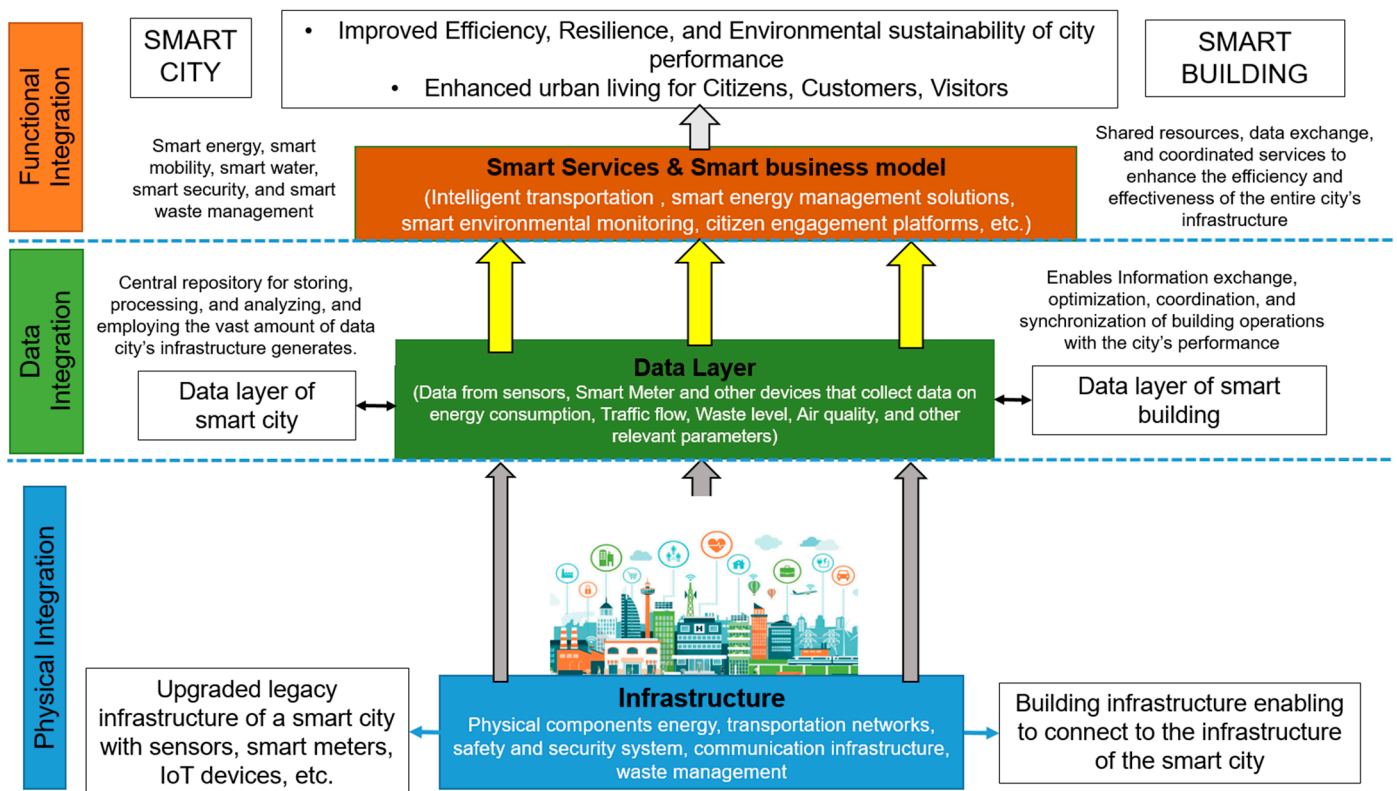 Functional
Integration
SMART
CITY
• Improved Efficiency, Resilience, and Environmental sustainability of city
performance
• Enhanced urban living for Citizens, Customers, Visitors
SMART
BUILDING
Smart energy, smart
mobility, smart water,
smart security, and smart
waste management
Smart Services & Smart business model
(Intelligent transportation , smart energy management solutions,
smart environmental monitoring, citizen engagement platforms, etc.)
Shared resources, data exchange,
and coordinated services to
enhance the efficiency and
effectiveness of the entire city's
infrastructure
Data
Integration
Central repository for storing,
processing, and analyzing, and
employing the vast amount of data
city's infrastructure generates.
Data layer of
smart city
Data Layer
(Data from sensors, Smart Meter and other devices that collect data on
energy consumption, Traffic flow, Waste level, Air quality, and other
relevant parameters)
Enables Information exchange,
optimization, coordination, and
synchronization of building operations
with the city's performance
Data layer of smart
building
Physical Integration
H
Upgraded legacy
infrastructure of a smart city
with sensors, smart meters,
IoT devices, etc.
Infrastructure
Physical components energy, transportation networks,
safety and security system, communication infrastructure,
waste management
Building infrastructure enabling
to connect to the infrastructure
of the smart city